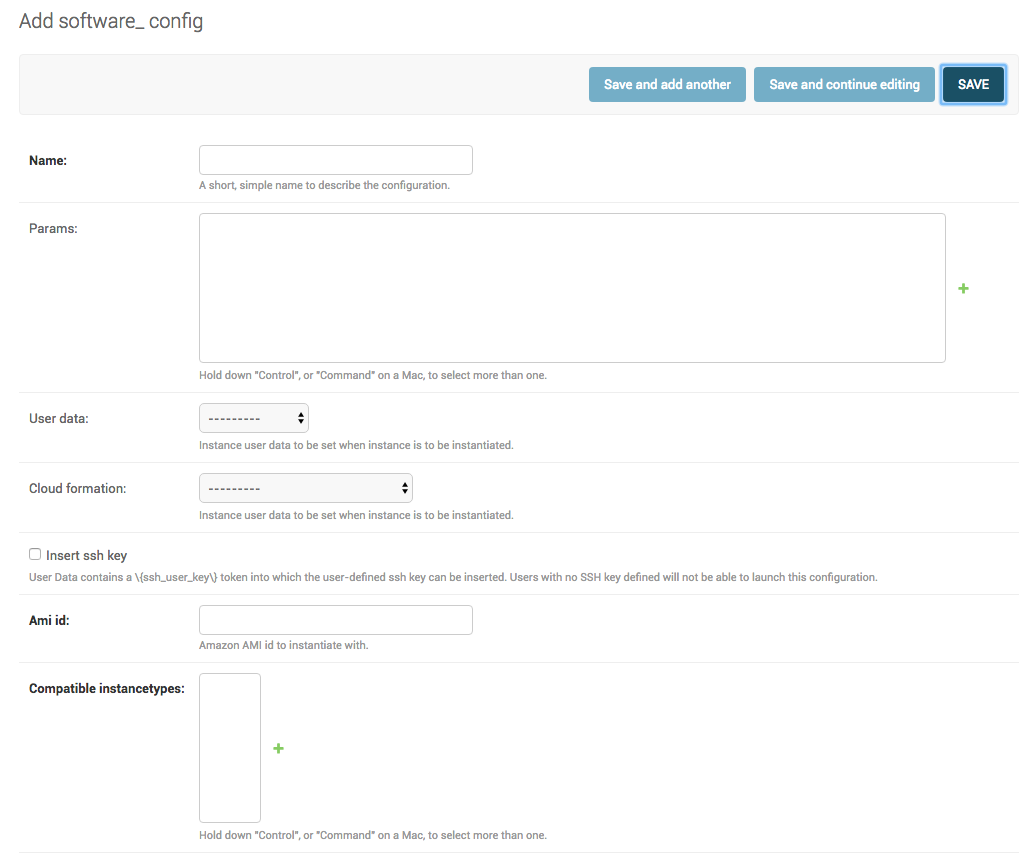 Add software_ config
Save and add another
Save and continue editing
SAVE
Name:
A short, simple name to describe the configuration.
Params:
Hold down "Control", or "Command" on a Mac, to select more than one.
User data:
---------
Instance user data to be set when instance is to be instantiated.
Cloud formation:
---------
Instance user data to be set when instance is to be instantiated.
Insert ssh key
User Data contains a \{ssh_user_key\} token into which the user-defined ssh key can be inserted. Users with no SSH key defined will not be able to launch this configuration.
Ami id:
Amazon AMI id to instantiate with.
Compatible instancetypes:
Hold down "Control", or "Command" on a Mac, to select more than one.